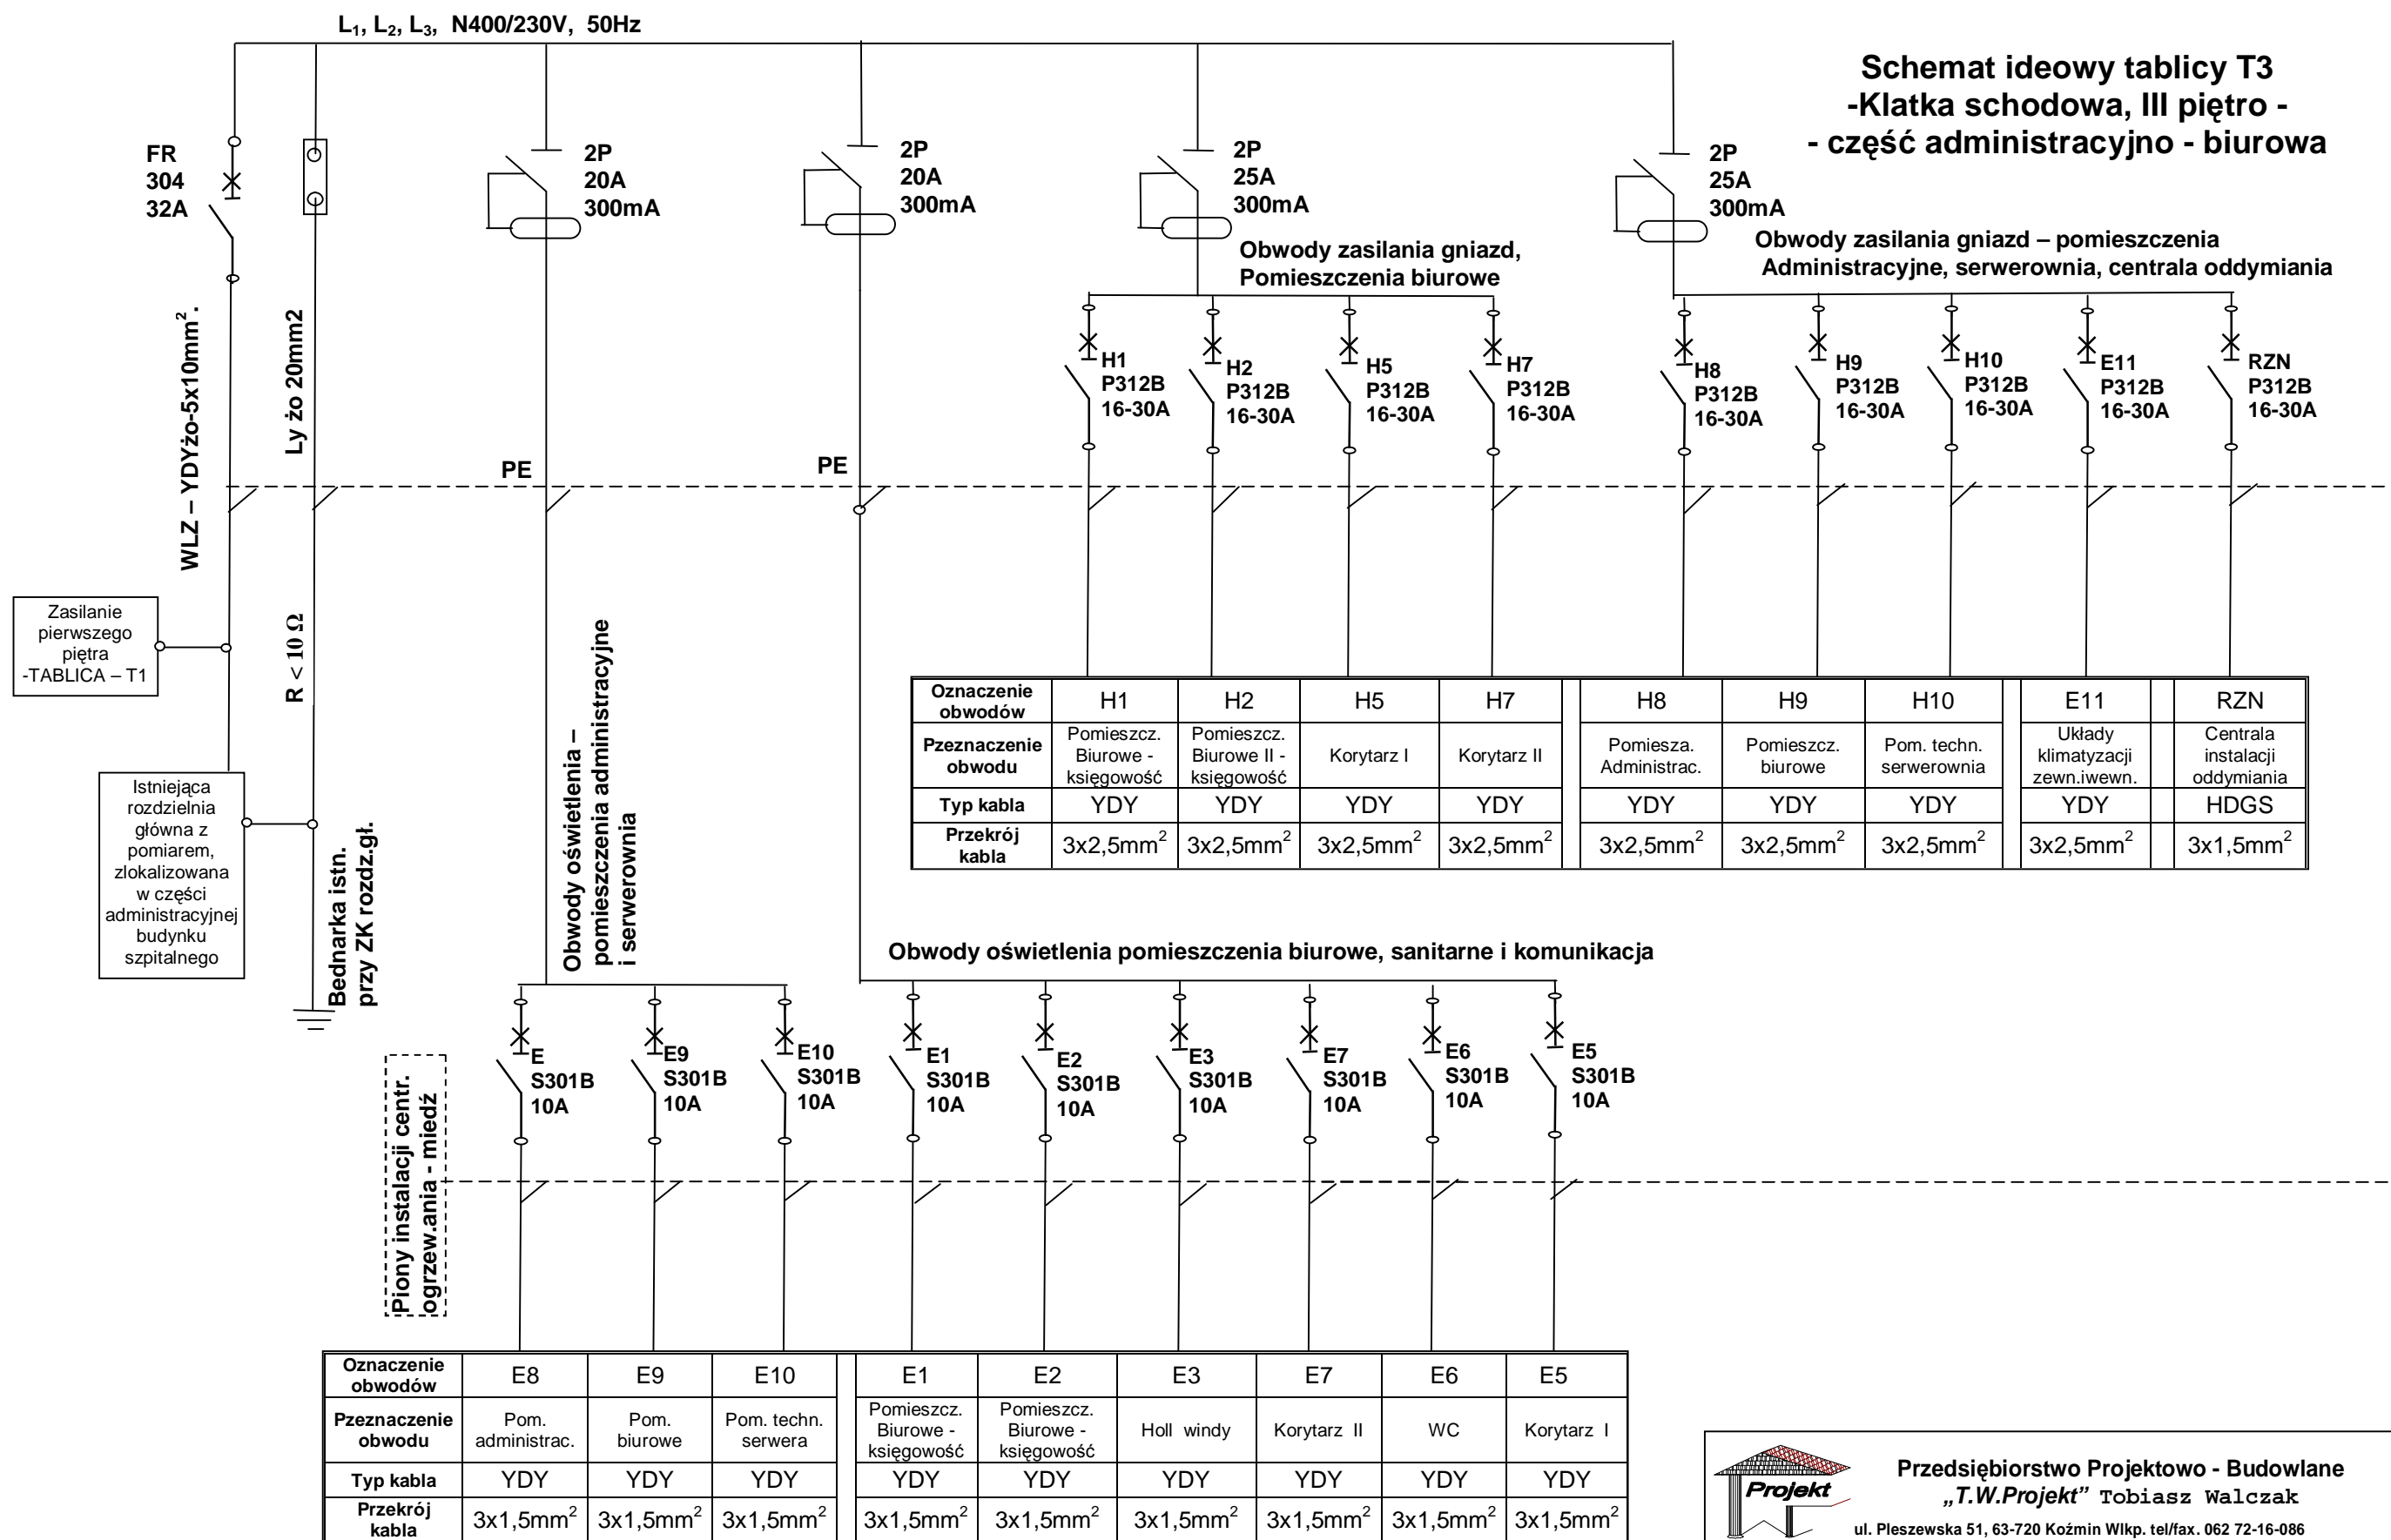 L₁, L₂, L₃, N400/230V, 50Hz
Schemat ideowy tablicy T3
-Klatka schodowa, III piętro -
- część administracyjno - biurowa
FR
304
32A
2P
20A
300mA
2P
20A
300mA
2P
25A
300mA
2P
25A
300mA
Obwody zasilania gniazd,
Pomieszczenia biurowe
Obwody zasilania gniazd – pomieszczenia
Administracyjne, serwerownia, centrala oddymiania
WLZ – YDYżo-5x10mm².
Ly żo 20mm2
H1
P312B
16-30A
H2
P312B
16-30A
H5
P312B
16-30A
H7
P312B
16-30A
H8
P312B
16-30A
H9
P312B
16-30A
H10
P312B
16-30A
E11
P312B
16-30A
RZN
P312B
16-30A
PE
PE
Zasilanie
pierwszego
piętra
-TABLICA – T1
R < 10 Ω
Istniejąca
rozdzielnia
główna z
pomiarem,
zlokalizowana
w części
administracyjnej
budynku
szpitalnego
Bednarka istn.
przy ZK rozdz.gł.
Obwody oświetlenia –
pomieszczenia administracyjne
i serwerownia
Oznaczenie obwodów H1 H2 H5 H7 H8 H9 H10 E11 RZN
Pzeznaczenie obwodu
Pomieszcz. Biurowe - księgowość
Pomieszcz. Biurowe II - księgowość
Korytarz I
Korytarz II
Pomiesza. Administrac.
Pomieszcz. biurowe
Pom. techn. serwerownia
Układy klimatyzacji zewn.iwewn.
Centrala instalacji oddymiania
Typ kabla YDY YDY YDY YDY YDY YDY YDY YDY HDGS
Przekrój kabla 3x2,5mm² 3x2,5mm² 3x2,5mm² 3x2,5mm² 3x2,5mm² 3x2,5mm² 3x2,5mm² 3x2,5mm² 3x1,5mm²
Obwody oświetlenia pomieszczenia biurowe, sanitarne i komunikacja
Piony instalacji centr.
ogrzew.ania - miedź
E
S301B
10A
E9
S301B
10A
E10
S301B
10A
E1
S301B
10A
E2
S301B
10A
E3
S301B
10A
E7
S301B
10A
E6
S301B
10A
E5
S301B
10A
Oznaczenie obwodów E8 E9 E10 E1 E2 E3 E7 E6 E5
Pzeznaczenie obwodu
Pom. administrac.
Pom. biurowe
Pom. techn. serwera
Pomieszcz. Biurowe - księgowość
Pomieszcz. Biurowe - księgowość
Holl windy
Korytarz II
WC
Korytarz I
Typ kabla YDY YDY YDY YDY YDY YDY YDY YDY YDY
Przekrój kabla 3x1,5mm² 3x1,5mm² 3x1,5mm² 3x1,5mm² 3x1,5mm² 3x1,5mm² 3x1,5mm² 3x1,5mm² 3x1,5mm²
Projekt
Przedsiębiorstwo Projektowo - Budowlane
„T.W.Projekt" Tobiasz Walczak
ul. Pleszewska 51, 63-720 Koźmin Wlkp. tel/fax. 062 72-16-086